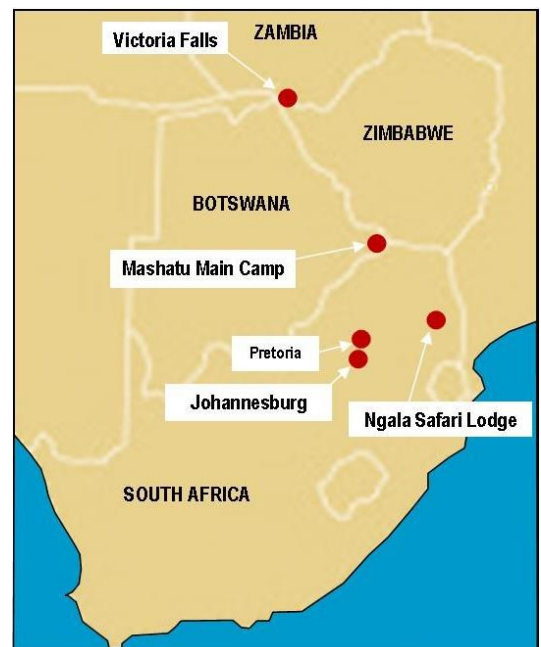 ZAMBIA
Victoria Falls
ZIMBABWE
BOTSWANA
Mashatu Main Camp
Pretoria
Johannesburg
Ngala Safari Lodge
SOUTH AFRICA